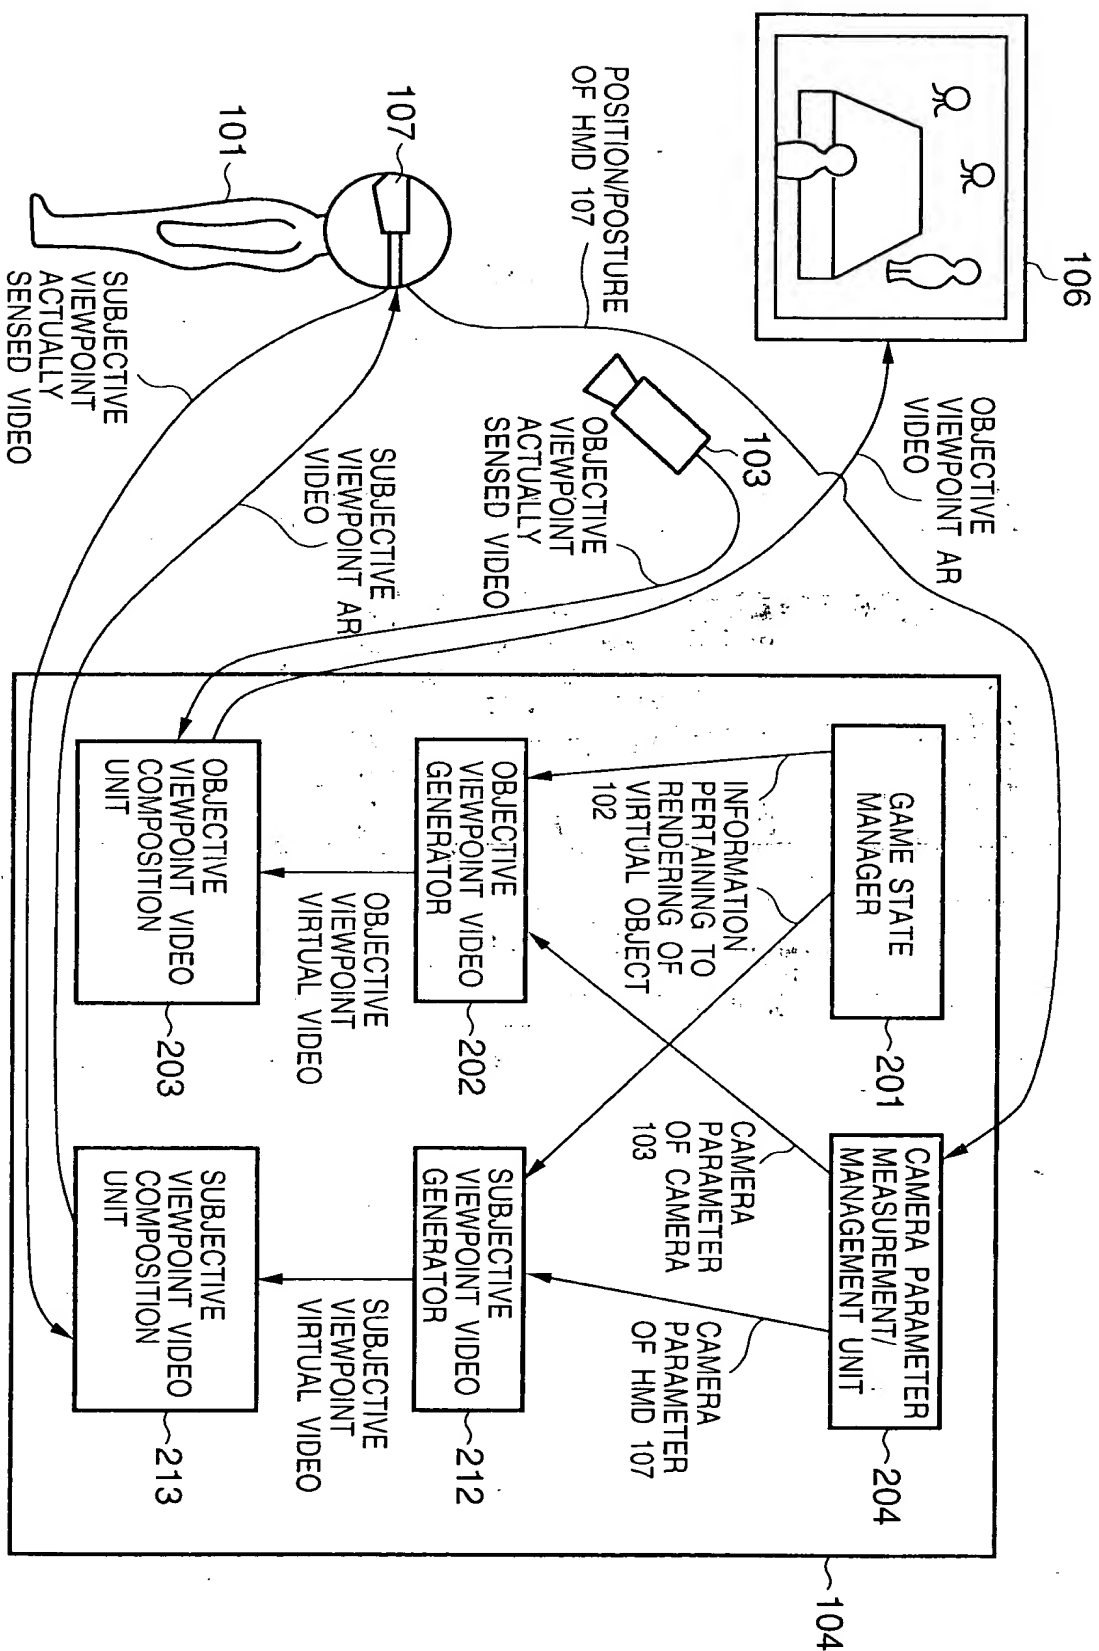 106
OBJECTIVE
VIEWPOINT AR
VIDEO
POSITION/POSTURE
OF HMD 107
103
OBJECTIVE
VIEWPOINT
ACTUALLY
SENSED VIDEO
107
101
SUBJECTIVE
VIEWPOINT AR
VIDEO
SUBJECTIVE
VIEWPOINT
ACTUALLY
SENSED VIDEO
GAME STATE
MANAGER
201
CAMERA PARAMETER
MEASUREMENT/
MANAGEMENT UNIT
204
INFORMATION
PERTAINING TO
RENDERING OF
VIRTUAL OBJECT
102
CAMERA
PARAMETER
OF CAMERA
103
CAMERA
PARAMETER
OF HMD 107
OBJECTIVE
VIEWPOINT VIDEO
GENERATOR
202
SUBJECTIVE
VIEWPOINT VIDEO
GENERATOR
212
OBJECTIVE
VIEWPOINT
VIRTUAL VIDEO
SUBJECTIVE
VIEWPOINT
VIRTUAL VIDEO
OBJECTIVE
VIEWPOINT VIDEO
COMPOSITION
UNIT
203
SUBJECTIVE
VIEWPOINT VIDEO
COMPOSITION
UNIT
213
104